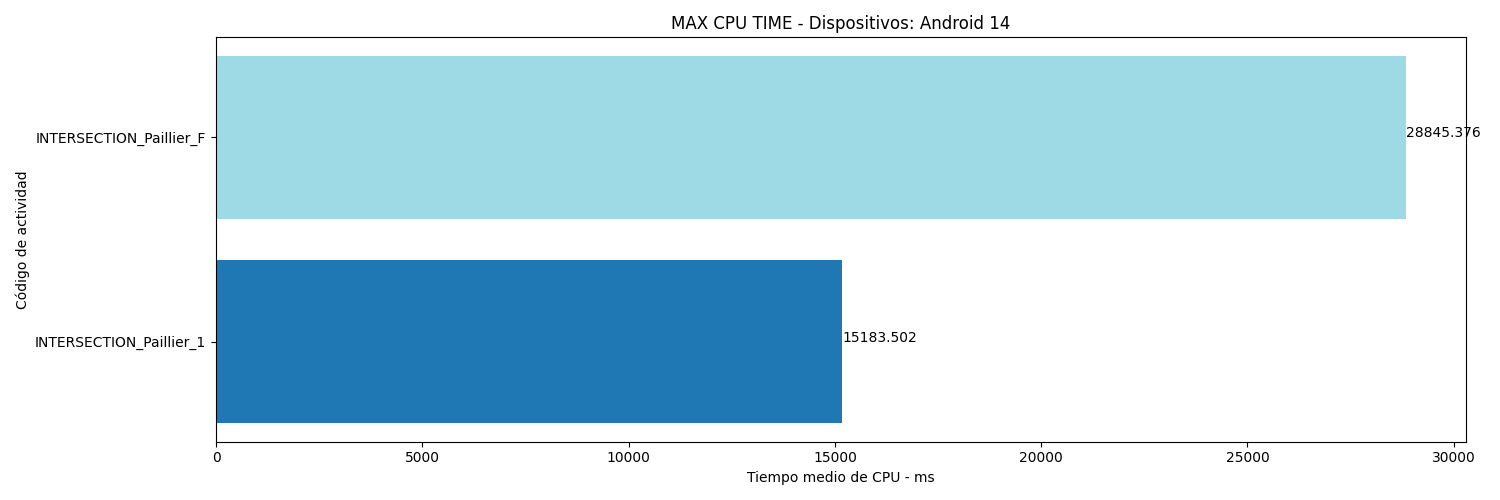 MAX CPU TIME - Dispositivos: Android 14
Código de actividad
INTERSECTION_Paillier_F
28845.376
INTERSECTION_Paillier_1
15183.502
0 5000 10000 15000 20000 25000 30000
Tiempo medio de CPU - ms